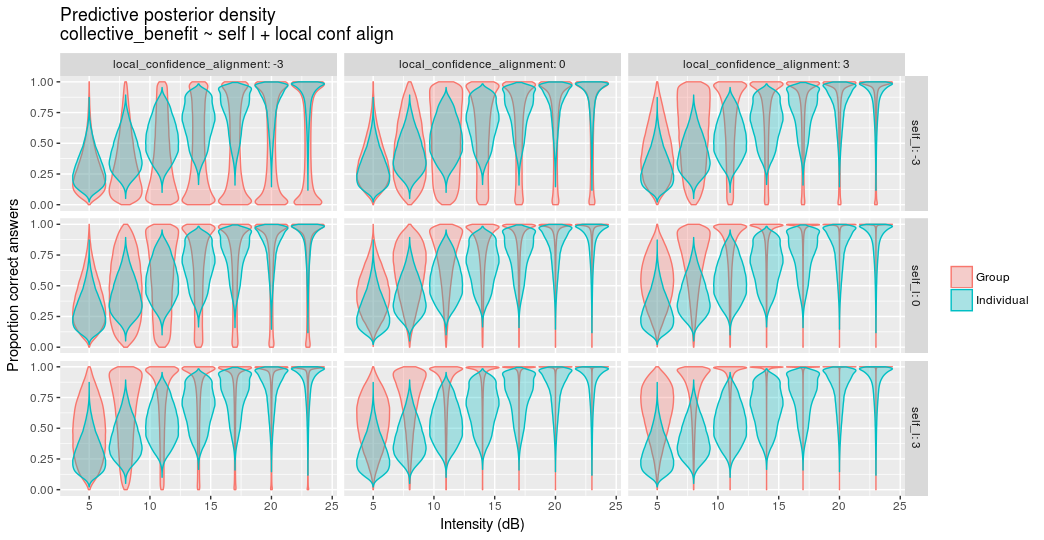 Predictive posterior density
collective_benefit ~ self I + local conf align
local_confidence_alignment: -3
local_confidence_alignment: 0
local_confidence_alignment: 3
Proportion correct answers
1.00
0.75
0.50
0.25
0.00
self_I: -3
1.00
0.75
0.50
0.25
0.00
self_I: 0
1.00
0.75
0.50
0.25
0.00
self_I: 3
5 10 15 20 25
5 10 15 20 25
5 10 15 20 25
Intensity (dB)
Group
Individual